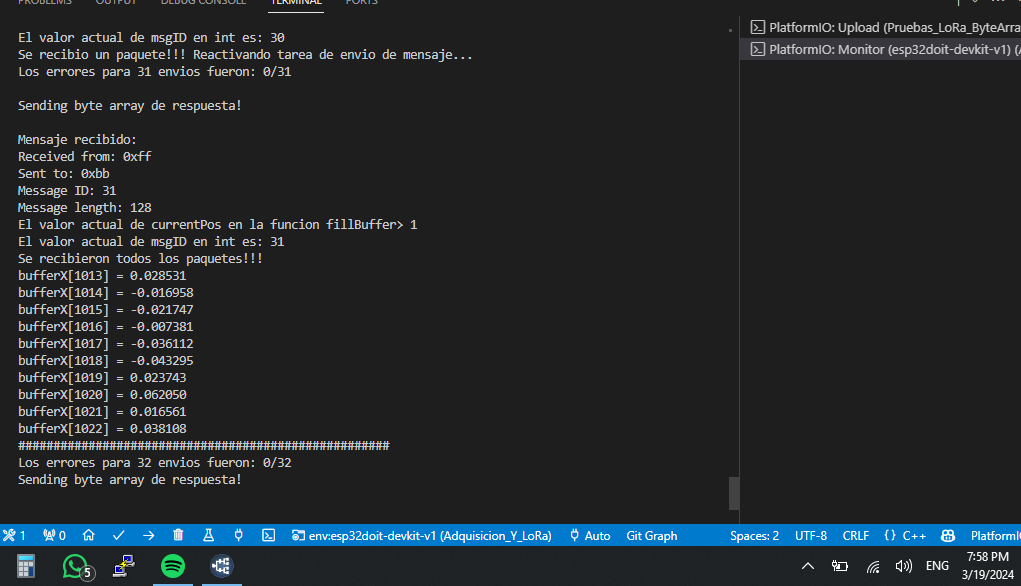 PROBLEMS OUTPUT DEBUG CONSOLE TERMINAL PORTS
El valor actual de msgID en int es: 30
Se recibio un paquete!!! Reactivando tarea de envio de mensaje...
Los errores para 31 envios fueron: 0/31
Sending byte array de respuesta!
Mensaje recibido:
Received from: 0xff
Sent to: 0xbb
Message ID: 31
Message length: 128
El valor actual de currentPos en la funcion fillBuffer> 1
El valor actual de msgID en int es: 31
Se recibieron todos los paquetes!!!
bufferX[1013] = 0.028531
bufferX[1014] = -0.016958
bufferX[1015] = -0.021747
bufferX[1016] = -0.007381
bufferX[1017] = -0.036112
bufferX[1018] = -0.043295
bufferX[1019] = 0.023743
bufferX[1020] = 0.062050
bufferX[1021] = 0.016561
bufferX[1022] = 0.038108
#####################################################
Los errores para 32 envios fueron: 0/32
Sending byte array de respuesta!
PlatformIO: Upload (Pruebas_LoRa_ByteArra
PlatformIO: Monitor (esp32doit-devkit-v1) (
1 0 env:esp32doit-devkit-v1 (Adquisicion_Y_LoRa) Auto Git Graph Spaces: 2 UTF-8 CRLF {} C++ PlatformI
5 ENG 7:58 PM
3/19/2024